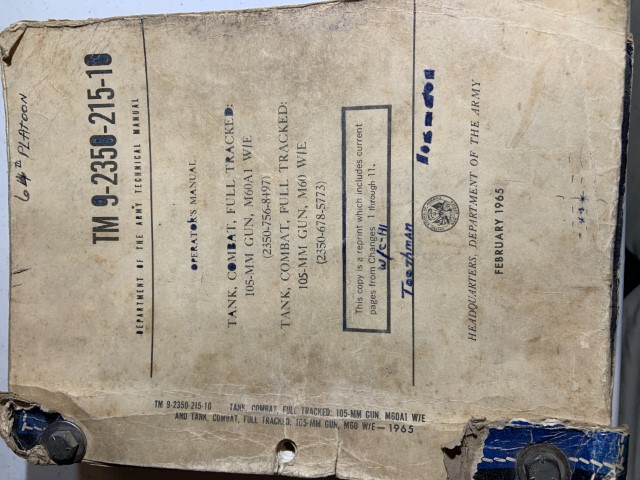 64th PLATOON
TM 9-2350-215-10
DEPARTMENT OF THE ARMY TECHNICAL MANUAL
OPERATOR'S MANUAL
TANK, COMBAT, FULL TRACKED:
105-MM GUN, M60A1 W/E
(2350-756-8497)
TANK, COMBAT, FULL TRACKED:
105-MM GUN, M60 W/E
(2350-678-5773)
This copy is a reprint which includes current
pages from Changes 1 through 11.
HEADQUARTERS, DEPARTMENT OF THE ARMY
FEBRUARY 1965
TM 9-2350-215-10 TANK, COMBAT, FULL TRACKED: 105-MM GUN, M60A1 W/E
AND TANK, COMBAT, FULL TRACKED: 105-MM GUN, M60 W/E—1965